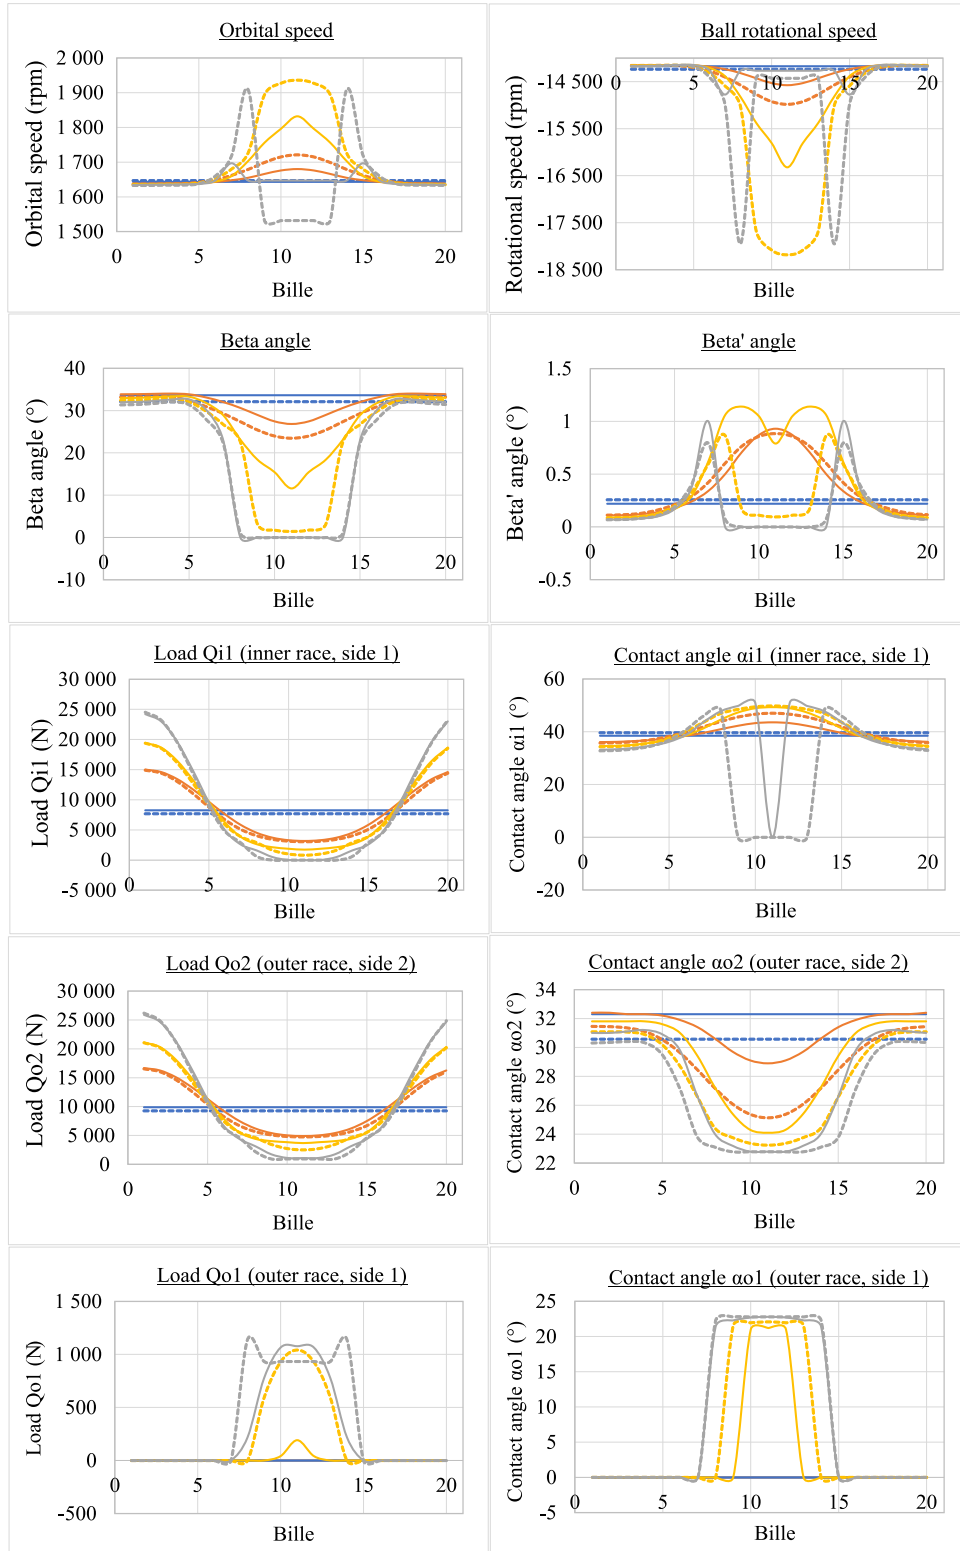 Orbital speed
2 000
1 900
1 800
1 700
1 600
1 500
Orbital speed (rpm)
0 5 10 15 20
Bille
Ball rotational speed
0 5 10 15 20
-14 500
-15 500
-16 500
-17 500
-18 500
Rotational speed (rpm)
Bille
Beta angle
40
30
20
10
0
-10
Beta angle (°)
0 5 10 15 20
Bille
Beta' angle
1.5
1
0.5
0
-0.5
Beta' angle (°)
0 5 10 15 20
Bille
Load Qi1 (inner race, side 1)
30 000
25 000
20 000
15 000
10 000
5 000
0
-5 000
Load Qi1 (N)
0 5 10 15 20
Bille
Contact angle αi1 (inner race, side 1)
60
40
20
0
-20
Contact angle αi1 (°)
0 5 10 15 20
Bille
Load Qo2 (outer race, side 2)
30 000
25 000
20 000
15 000
10 000
5 000
0
Load Qo2 (N)
0 5 10 15 20
Bille
Contact angle αo2 (outer race, side 2)
34
32
30
28
26
24
22
Contact angle αo2 (°)
0 5 10 15 20
Bille
Load Qo1 (outer race, side 1)
1 500
1 000
500
0
-500
Load Qo1 (N)
0 5 10 15 20
Bille
Contact angle αo1 (outer race, side 1)
25
20
15
10
5
0
-5
Contact angle αo1 (°)
0 5 10 15 20
Bille